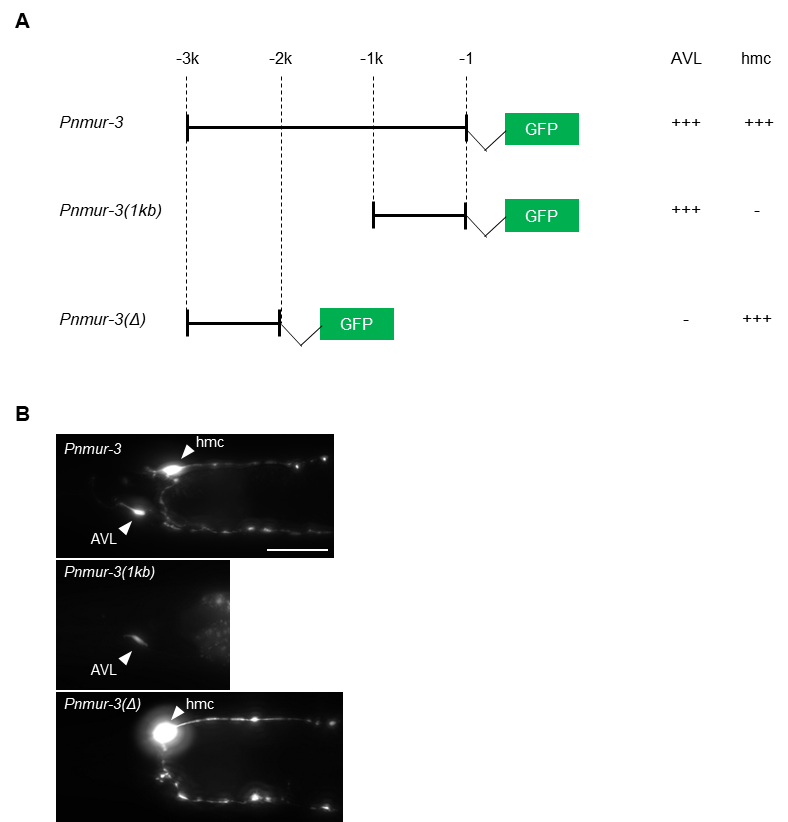 A
-3k -2k -1k -1 AVL hmc
Pnmur-3 GFP +++ +++
Pnmur-3(1kb) GFP +++ -
Pnmur-3(Δ) GFP - +++
B
Pnmur-3 hmc
AVL
Pnmur-3(1kb)
AVL
Pnmur-3(Δ) hmc